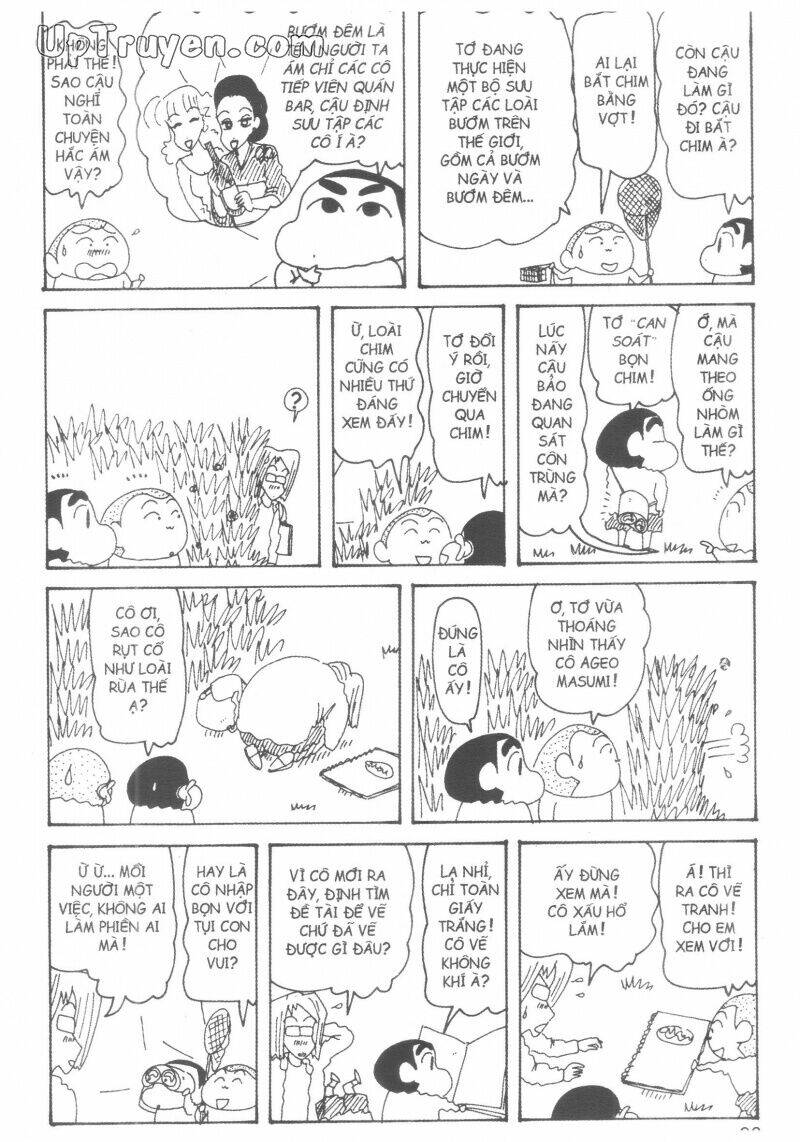 UpTruyen.com
CÒN CẬU
ĐANG
LÀM GÌ
ĐÓ? CẬU
ĐI BẮT
CHIM À?
AI LẠI
BẮT CHIM
BẰNG
VỢT!
TỚ ĐANG
THỰC HIỆN
MỘT BỘ SƯU
TẬP CÁC LOÀI
BƯỚM TRÊN
THẾ GIỚI,
GỒM CẢ BƯỚM
NGÀY VÀ
BƯỚM ĐÊM...
BƯỚM ĐÊM LÀ
TÊN NGƯỜI TA
ÁM CHỈ CÁC CÔ
TIẾP VIÊN QUÁN
BAR, CẬU ĐỊNH
SƯU TẬP CÁC
CÔ Í À?
KHÔNG
PHẢI THẾ!
SAO CẬU
NGHĨ
TOÀN
CHUYỆN
HẮC ÁM
VẬY?
Ớ, MÀ
CẬU
MANG
THEO
ỐNG
NHÒM
LÀM GÌ
THẾ?
TỚ "CAN
SOÁT"
BỌN
CHIM!
LÚC
NÃY CẬU
BẢO
ĐANG
QUAN
SÁT
CÔN
TRÙNG
MÀ?
TỚ ĐỔI
Ý RỒI,
GIỜ
CHUYỂN
QUA
CHIM!
Ừ, LOÀI
CHIM
CŨNG CÓ
NHIỀU THỨ
ĐÁNG
XEM ĐẤY!
?
Ơ, TỚ VỪA
THOÁNG
NHÌN THẤY
CÔ AGEO
MASUMI!
ĐÚNG
LÀ
CÔ
ẤY!
CÔ ƠI,
SAO CÔ
RỤT CỔ
NHƯ LOÀI
RÙA THẾ
Ạ?
Á! THÌ
RA CÔ VẼ
TRANH!
CHO EM
XEM VỚI!
ẤY ĐỪNG
XEM MÀ!
CÔ XẤU HỔ
LẮM!
LẠ NHỈ,
CHỈ TOÀN
GIẤY
TRẮNG!
CÔ VẼ
KHÔNG
KHÍ À?
VÌ CÔ MỚI RA
ĐÂY, ĐỊNH TÌM
ĐỀ TÀI ĐỂ VẼ
CHỨ ĐÃ VẼ
ĐƯỢC GÌ ĐÂU?
HAY LÀ
CÔ NHẬP
BỌN VỚI
TỤI CON
CHO
VUI?
Ừ Ừ... MỖI
NGƯỜI MỘT
VIỆC, KHÔNG AI
LÀM PHIỀN AI
MÀ!